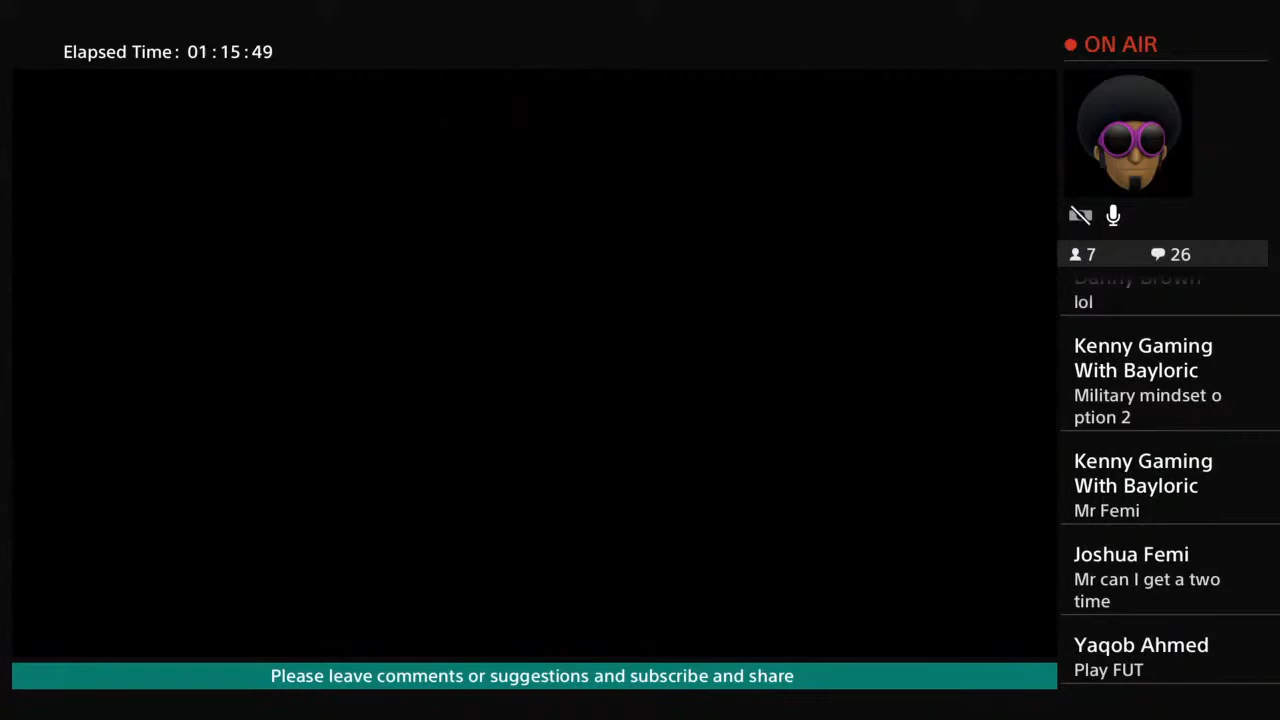 Elapsed Time: 01:15:49
ON AIR
7 26
Danny Brown
lol
Kenny Gaming
With Bayloric
Military mindset o
ption 2
Kenny Gaming
With Bayloric
Mr Femi
Joshua Femi
Mr can I get a two
time
Yaqob Ahmed
Play FUT
Please leave comments or suggestions and subscribe and share